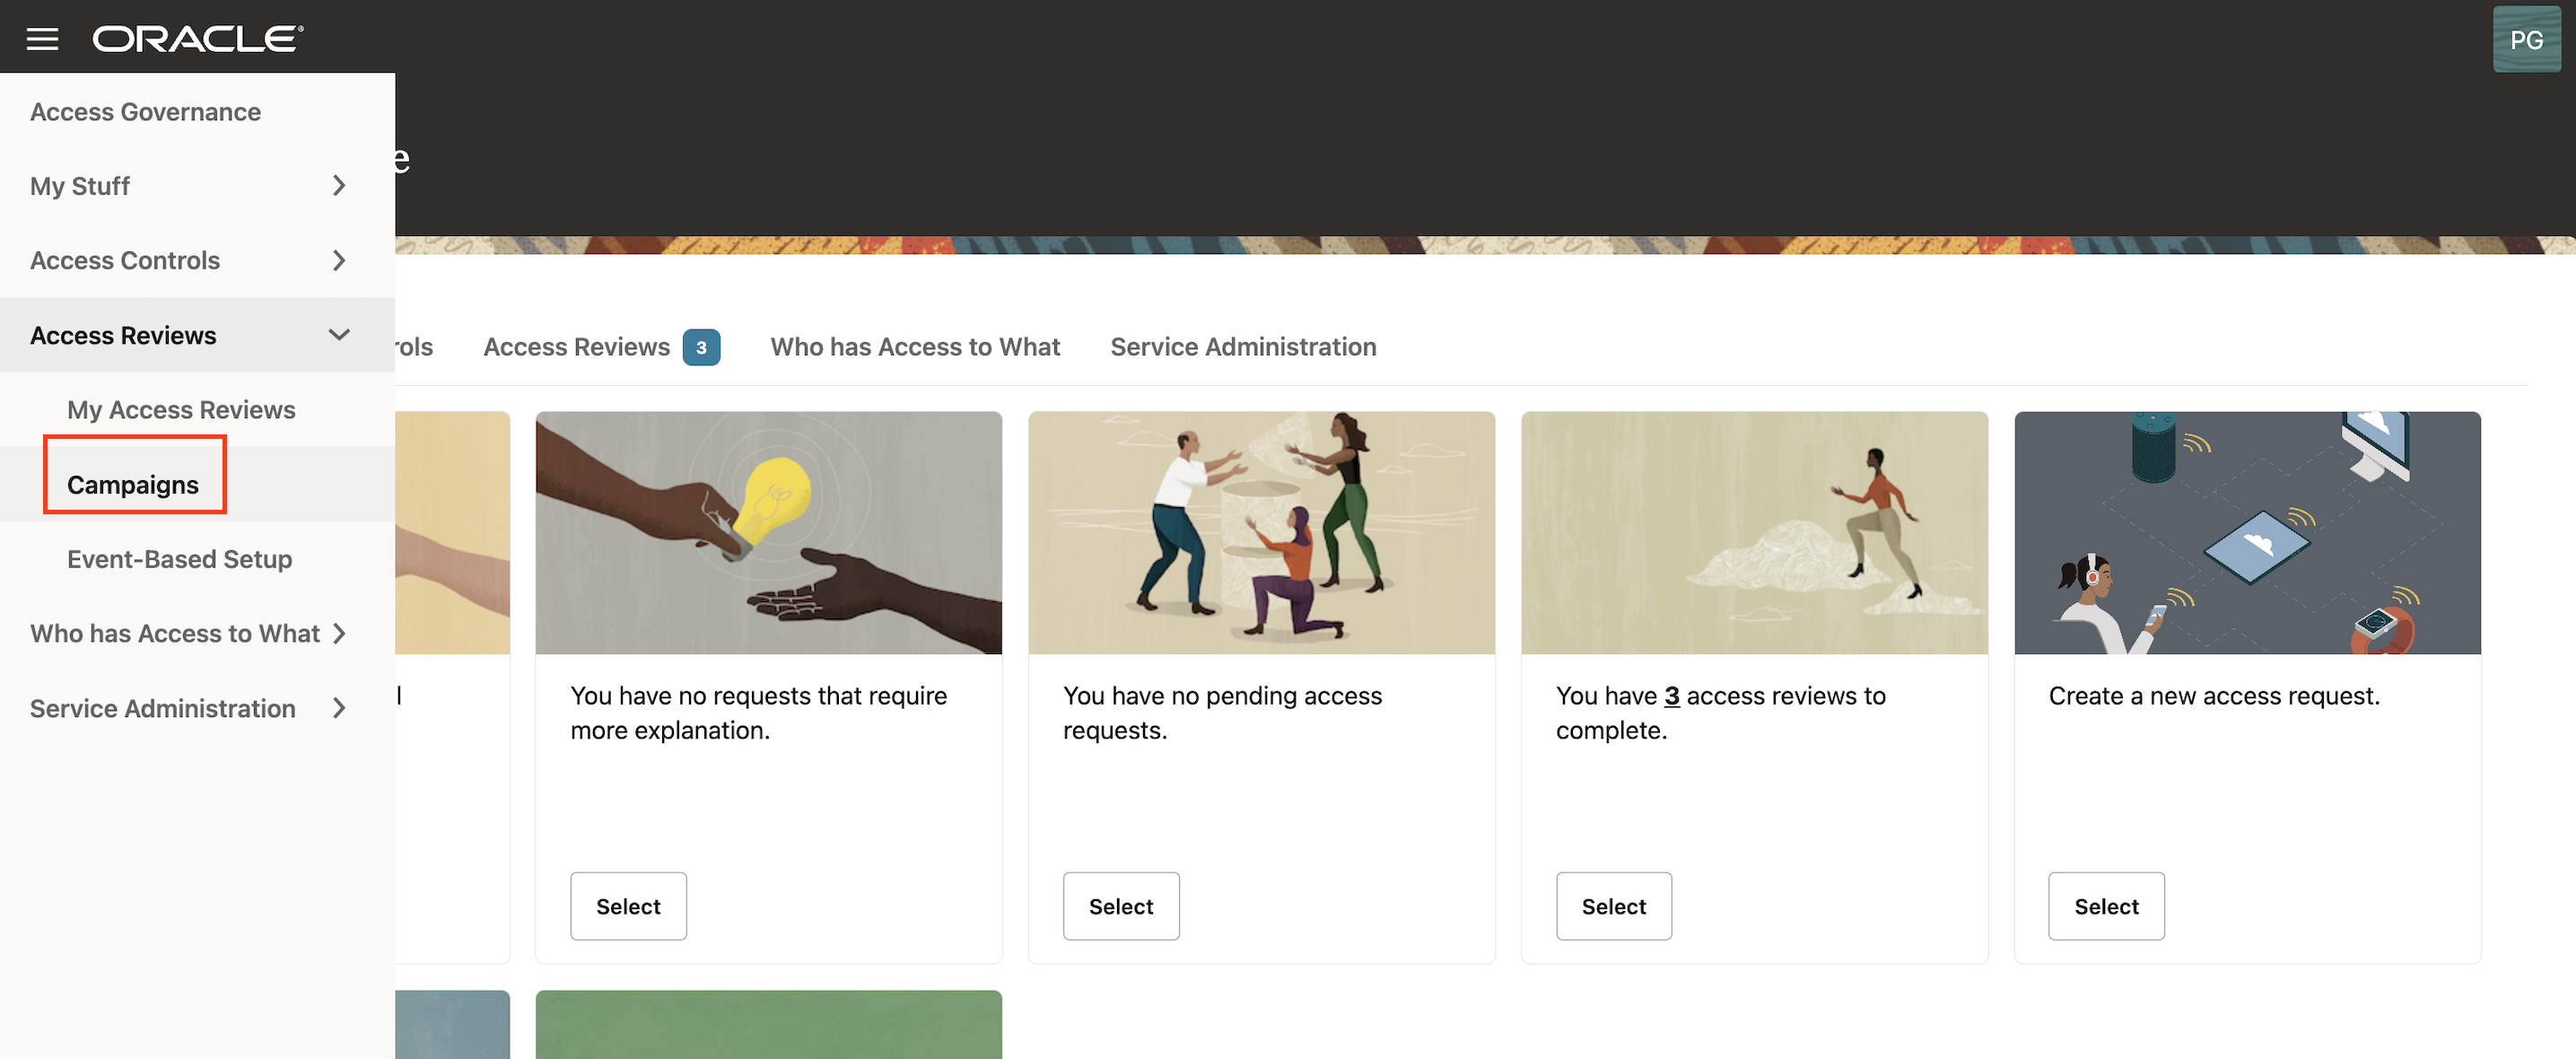 ORACLE
PG
Access Governance
My Stuff
Access Controls
Access Reviews
My Access Reviews
Campaigns
Event-Based Setup
Who has Access to What
Service Administration
e
rols
Access Reviews 3
Who has Access to What
Service Administration
l
You have no requests that require
more explanation.
Select
You have no pending access
requests.
Select
You have 3 access reviews to
complete.
Select
Create a new access request.
Select